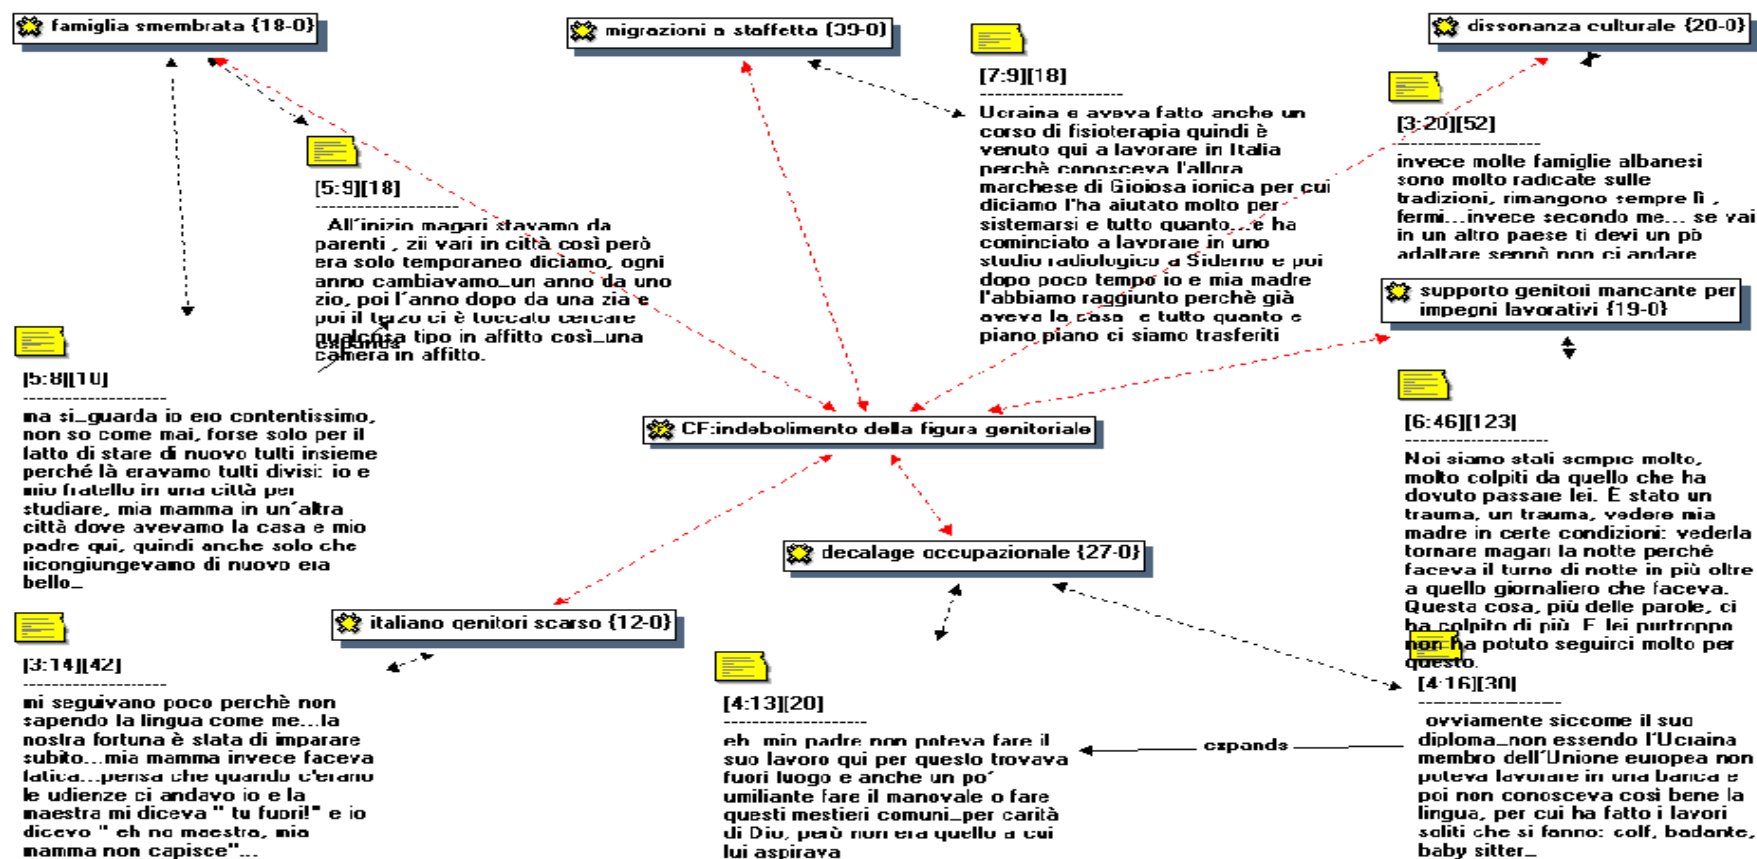 famiglia smembrata {18-0}
migrazioni a staffetta {39-0}
dissonanza culturale {20-0}
[7:9][18]
Ucraina e aveva fatto anche un
corso di fisioterapia quindi è
venuto qui a lavorare in Italia
perchè conosceva l'allora
marchese di Gioiosa ionica per cui
diciamo l'ha aiutato molto per
sistemarsi e tutto quanto...e ha
cominciato a lavorare in uno
studio radiologico a Siderno e poi
dopo poco tempo io e mia madre
l'abbiamo raggiunto perchè già
aveva la casa e tutto quanto e
piano piano ci siamo trasferiti
[3:20][52]
invece molte famiglie albanesi
sono molto radicate sulle
tradizioni, rimangono sempre lì ,
fermi...invece secondo me... se vai
in un altro paese ti devi un pò
adattare sennò non ci andare
[5:9][18]
All'inizio magari stavamo da
parenti , zii vari in città così però
era solo temporaneo diciamo, ogni
anno cambiavamo_un anno da uno
zio, poi l'anno dopo da una zia e
poi il terzo ci è toccato cercare
qualcosa tipo in affitto così_una
camera in affitto.
expands
supporto genitori mancante per
impegni lavorativi {19-0}
[5:8][18]
ma si_guarda io ero contentissimo,
non so come mai, forse solo per il
fatto di stare di nuovo tutti insieme
perché là eravamo tutti divisi: io e
mio fratello in una città per
studiare, mia mamma in un'altra
città dove avevamo la casa e mio
padre qui, quindi anche solo che
ricongiungevamo di nuovo era
bello_
CF:indebolimento della figura genitoriale
[6:46][123]
Noi siamo stati sempre molto,
molto colpiti da quello che ha
dovuto passare lei. È stato un
trauma, un trauma, vedere mia
madre in certe condizioni: vederla
tornare magari la notte perché
faceva il turno di notte in più oltre
a quello giornaliero che faceva.
Questa cosa, più delle parole, ci
ha colpito di più. E lei purtroppo
non ha potuto seguirci molto per
questo.
decalage occupazionale {27-0}
italiano genitori scarso {12-0}
[3:14][42]
mi seguivano poco perchè non
sapendo la lingua come me...la
nostra fortuna è stata di imparare
subito...mia mamma invece faceva
fatica...pensa che quando c'erano
le udienze ci andavo io e la
maestra mi diceva " tu fuori!" e io
dicevo " eh no maestra, mia
mamma non capisce"...
[4:13][20]
eh mio padre non poteva fare il
suo lavoro qui per questo trovava
fuori luogo e anche un po'
umiliante fare il manovale o fare
questi mestieri comuni_per carità
di Dio, però non era quello a cui
lui aspirava
expands
[4:16][30]
ovviamente siccome il suo
diploma_non essendo l'Ucraina
membro dell'Unione europea non
poteva lavorare in una banca e
poi non conosceva così bene la
lingua, per cui ha fatto i lavori
soliti che si fanno: colf, badante,
baby sitter_